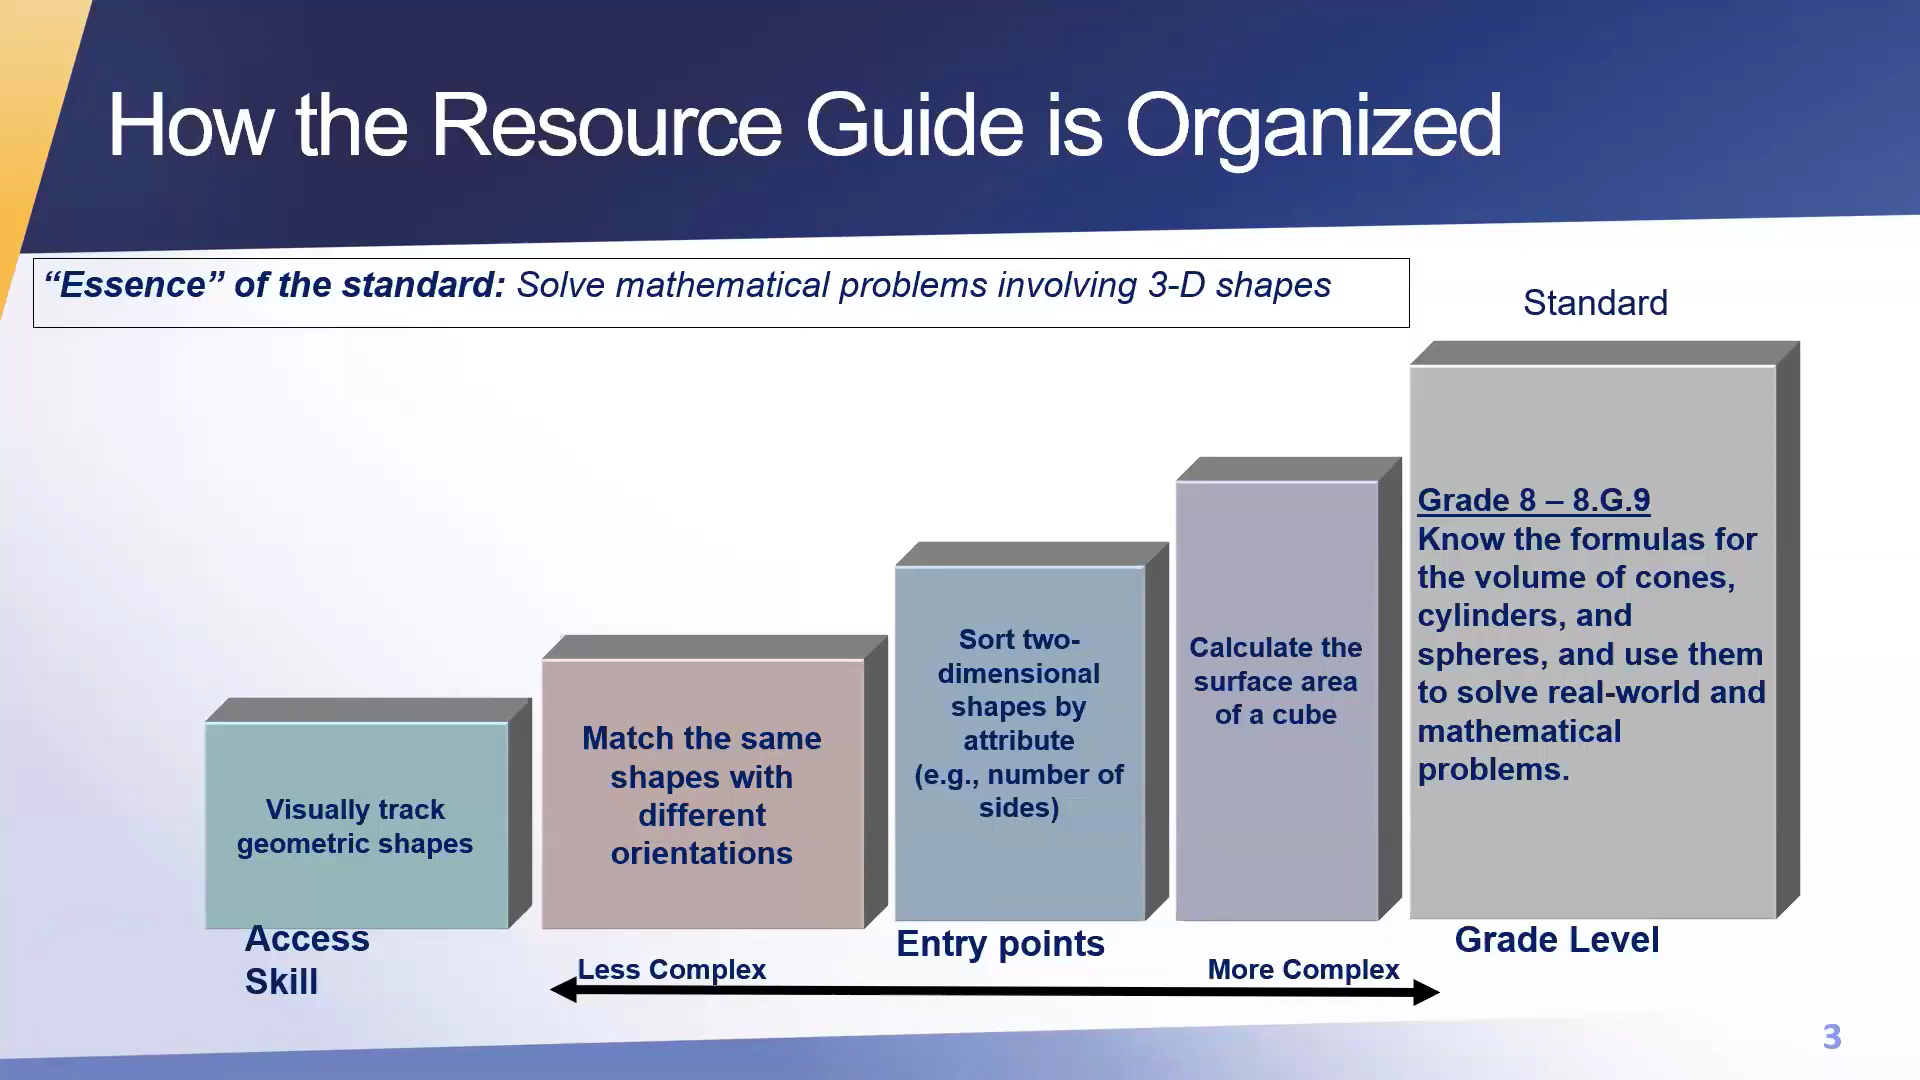 How the Resource Guide is Organized
“Essence” of the standard: Solve mathematical problems involving 3-D shapes
Standard
Visually track
geometric shapes
Match the same
shapes with
different
orientations
Sort two-
dimensional
shapes by
attribute
(e.g., number of
sides)
Calculate the
surface area
of a cube
Grade 8 – 8.G.9
Know the formulas for
the volume of cones,
cylinders, and
spheres, and use them
to solve real-world and
mathematical
problems.
Access
Skill
Entry points
Grade Level
Less Complex
More Complex
3